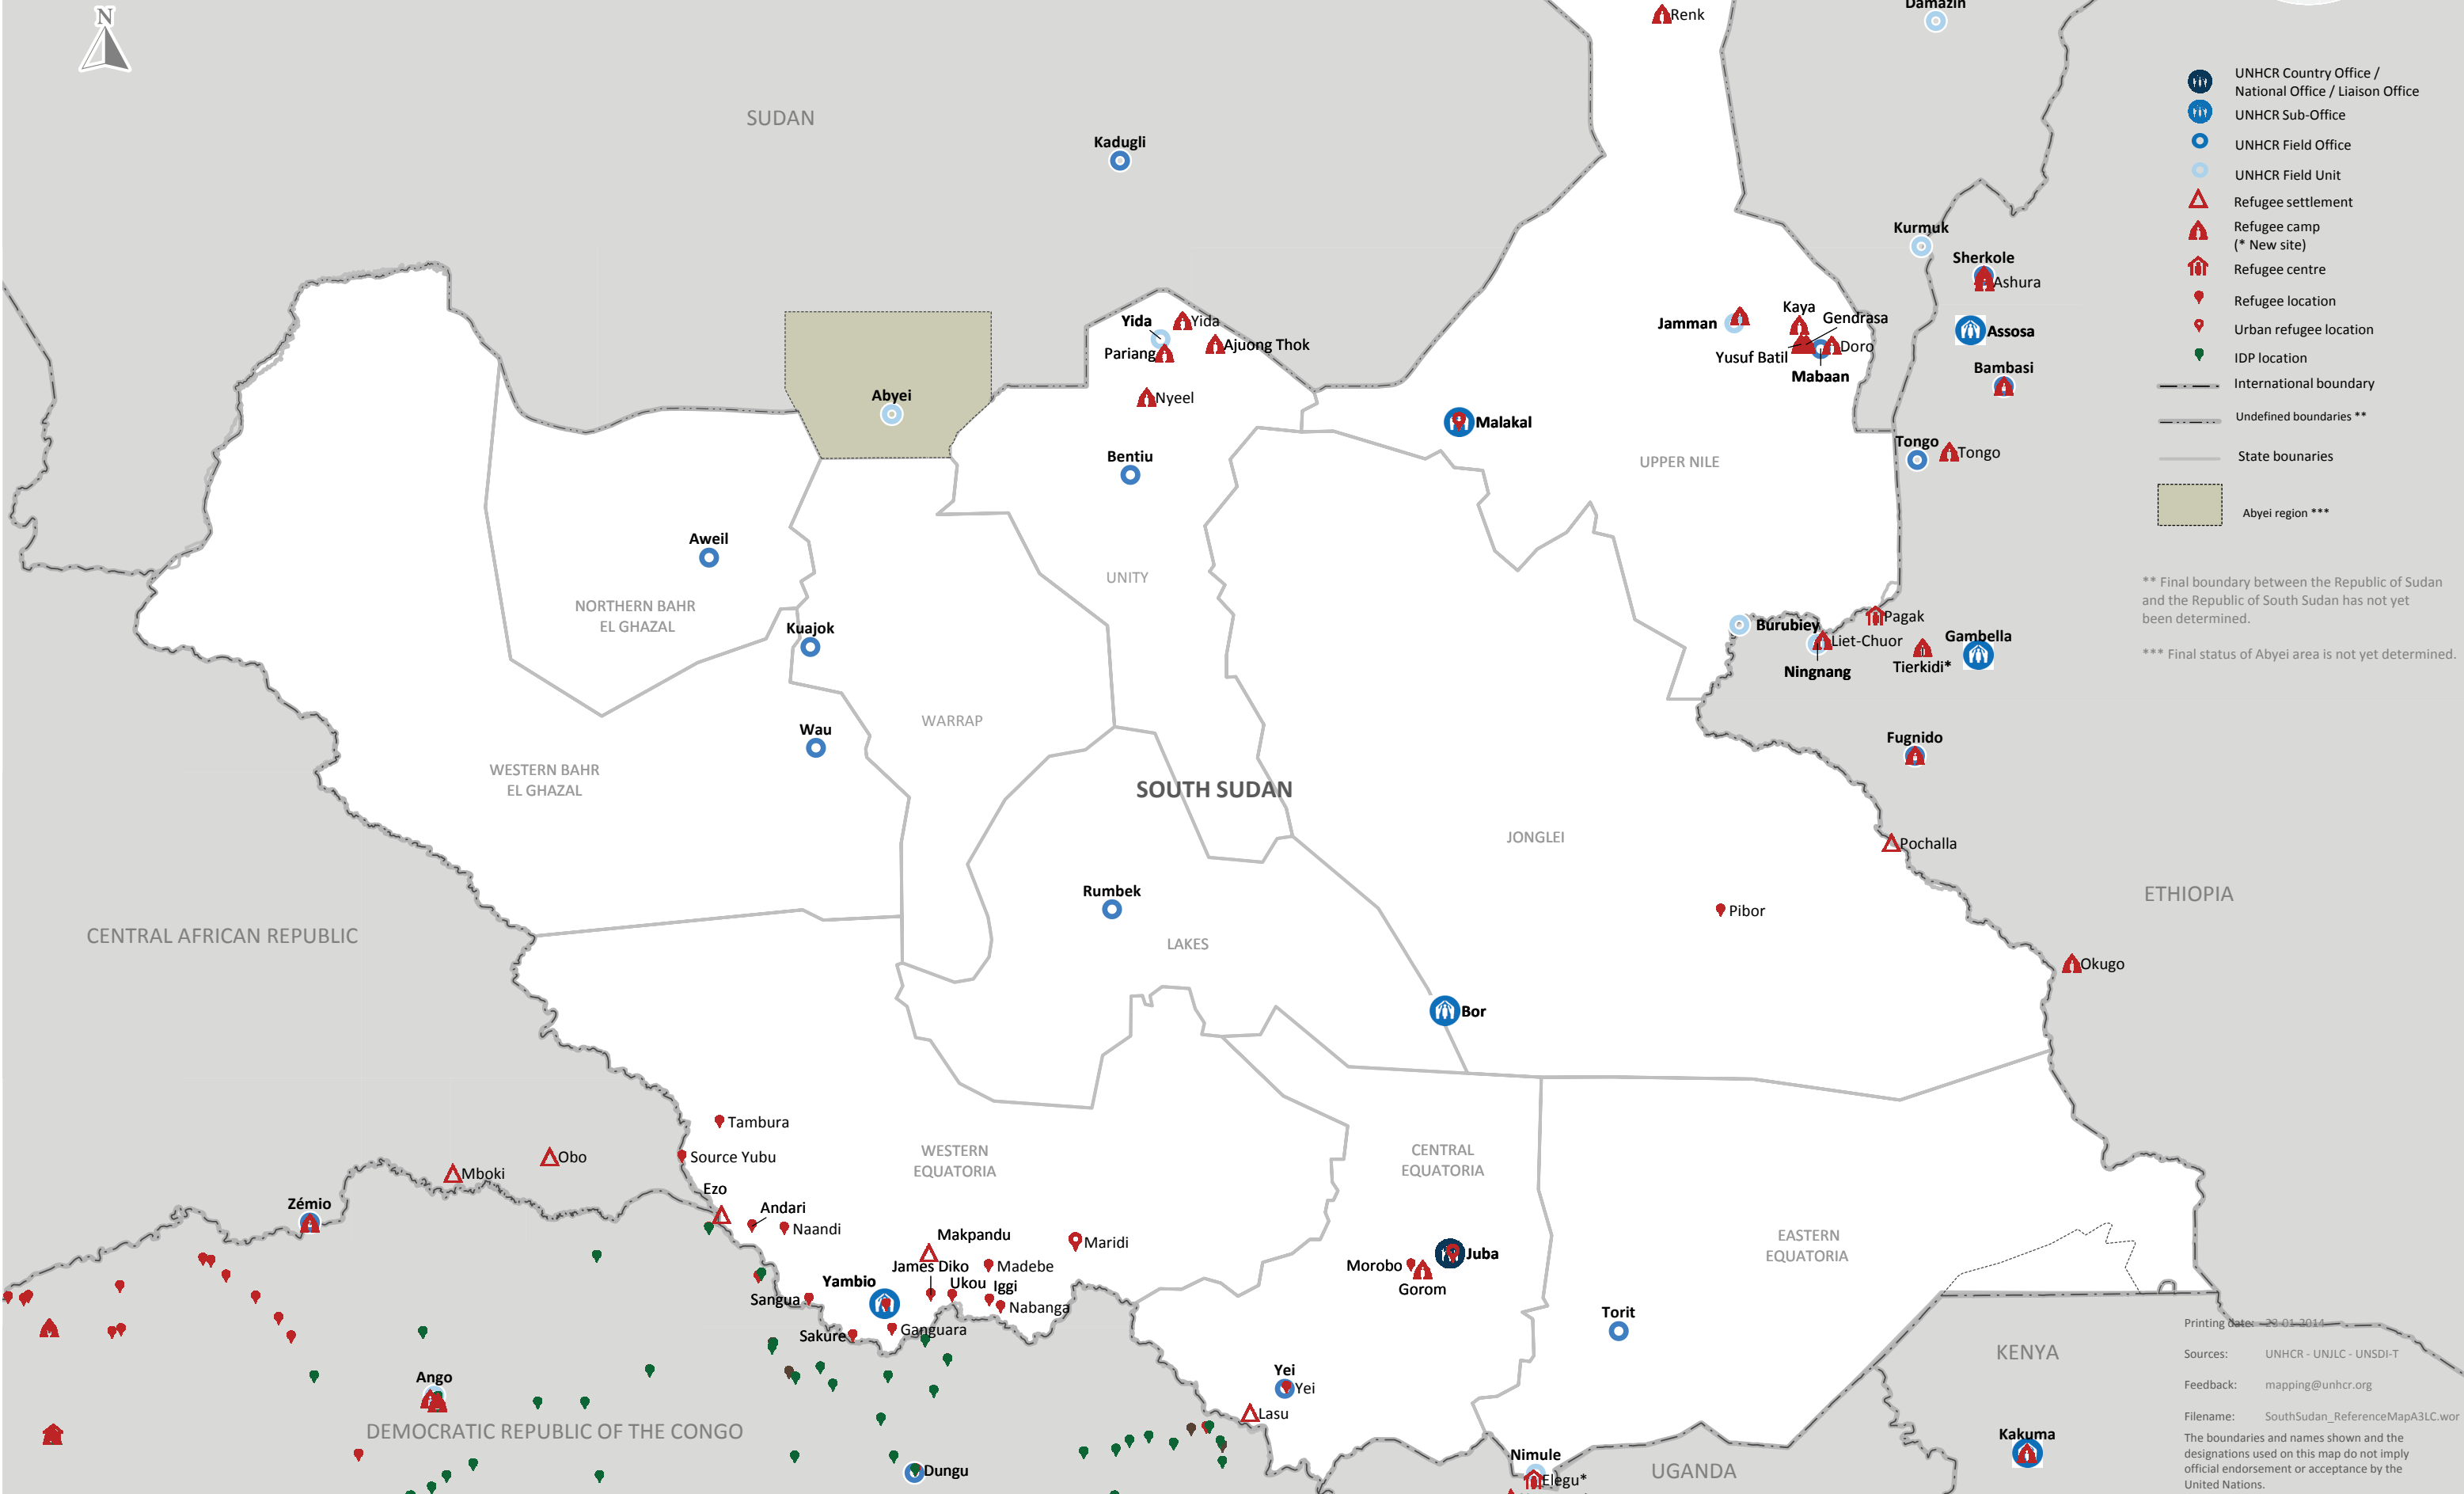 N
Renk
Damazin
SUDAN
Kadugli
UNHCR Country Office /
National Office / Liaison Office
UNHCR Sub-Office
UNHCR Field Office
UNHCR Field Unit
Refugee settlement
Refugee camp
(* New site)
Refugee centre
Refugee location
Urban refugee location
IDP location
International boundary
Undefined boundaries **
State bounaries
Abyei region ***
** Final boundary between the Republic of Sudan
and the Republic of South Sudan has not yet
been determined.
*** Final status of Abyei area is not yet determined.
Kurmuk
Sherkole
Ashura
Assosa
Bambasi
Tongo
Tongo
Yida
Yida
Pariang
Ajuong Thok
Nyeel
Abyei
Bentiu
Jamman
Kaya
Gendrasa
Yusuf Batil
Doro
Mabaan
Malakal
UPPER NILE
Aweil
UNITY
NORTHERN BAHR
EL GHAZAL
Kuajok
Burubiey
Pagak
Liet-Chuor
Ningnang
Tierkidi*
Gambella
WARRAP
Wau
WESTERN BAHR
EL GHAZAL
Fugnido
SOUTH SUDAN
JONGLEI
Pochalla
Rumbek
Pibor
ETHIOPIA
LAKES
CENTRAL AFRICAN REPUBLIC
Okugo
Bor
Tambura
Source Yubu
Obo
Mboki
Ezo
Zémio
Andari
Naandi
WESTERN
EQUATORIA
CENTRAL
EQUATORIA
EASTERN
EQUATORIA
Makpandu
Maridi
James Diko
Madebe
Yambio
Ukou
Iggi
Sangua
Nabanga
Sakure
Ganguara
Juba
Morobo
Gorom
Torit
Yei
Yei
Lasu
Ango
DEMOCRATIC REPUBLIC OF THE CONGO
Dungu
Nimule
Elegu*
UGANDA
KENYA
Kakuma
Printing date: 23-01-2014
Sources: UNHCR - UNJLC - UNSDI-T
Feedback: mapping@unhcr.org
Filename: SouthSudan_ReferenceMapA3LC.wor
The boundaries and names shown and the
designations used on this map do not imply
official endorsement or acceptance by the
United Nations.